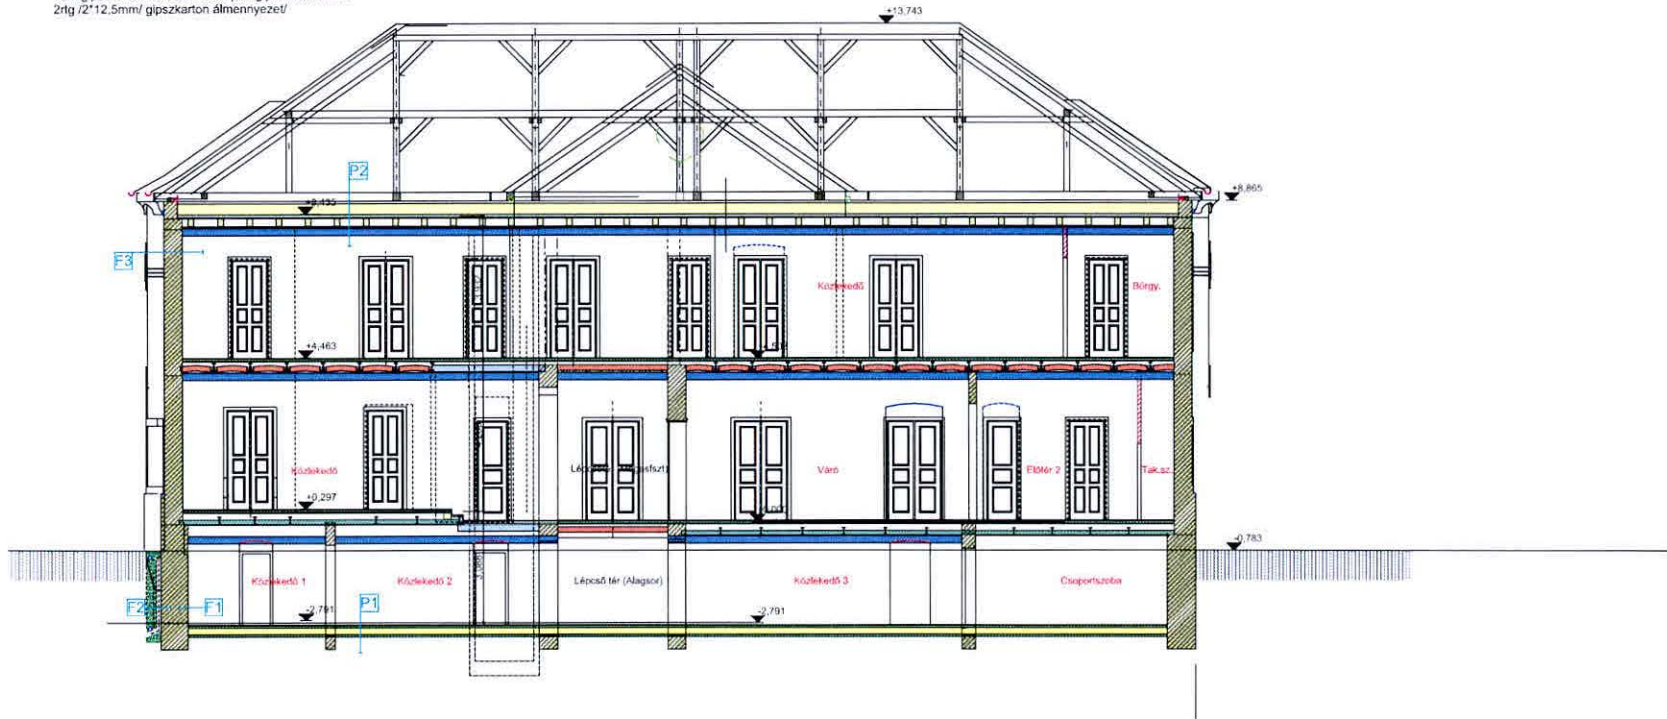 2rtg /2*12,5mm/ gipszkarton álmennyezet/
+13,743
P2
+8,865
F3
Közlekedő
Börgy.
+4,463
Közlekedő
Váró
Előtér 2
Tak.sz.
+0,297
-0,783
Közlekedő 1
Közlekedő 2
Lépcső tér (Alagsor)
Közlekedő 3
Csoportszoba
F2
F1
P1
-2,791
-2,791